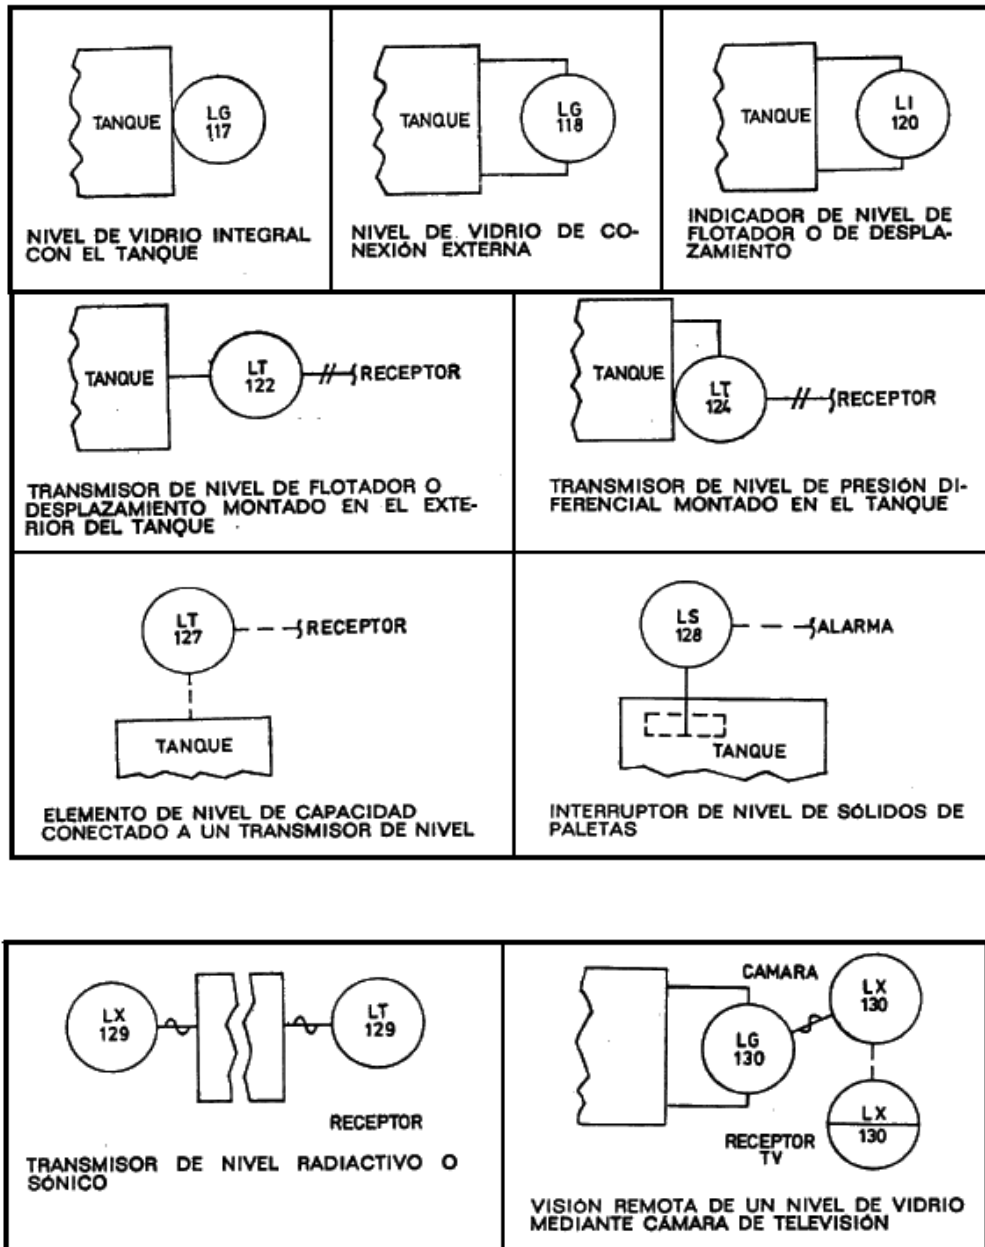 TANQUE
LG
117
NIVEL DE VIDRIO INTEGRAL
CON EL TANQUE
TANQUE
LG
118
NIVEL DE VIDRIO DE CO-
NEXIÓN EXTERNA
TANQUE
LI
120
INDICADOR DE NIVEL DE
FLOTADOR O DE DESPLA-
ZAMIENTO
TANQUE
LT
122
RECEPTOR
TRANSMISOR DE NIVEL DE FLOTADOR O
DESPLAZAMIENTO MONTADO EN EL EXTE-
RIOR DEL TANQUE
TANQUE
LT
124
RECEPTOR
TRANSMISOR DE NIVEL DE PRESIÓN DI-
FERENCIAL MONTADO EN EL TANQUE
LT
127
RECEPTOR
TANQUE
ELEMENTO DE NIVEL DE CAPACIDAD
CONECTADO A UN TRANSMISOR DE NIVEL
LS
128
ALARMA
TANQUE
INTERRUPTOR DE NIVEL DE SÓLIDOS DE
PALETAS
LX
129
LT
129
RECEPTOR
TRANSMISOR DE NIVEL RADIACTIVO O
SÓNICO
CAMARA
LX
130
LG
130
LX
130
RECEPTOR
TV
VISIÓN REMOTA DE UN NIVEL DE VIDRIO
MEDIANTE CÁMARA DE TELEVISIÓN